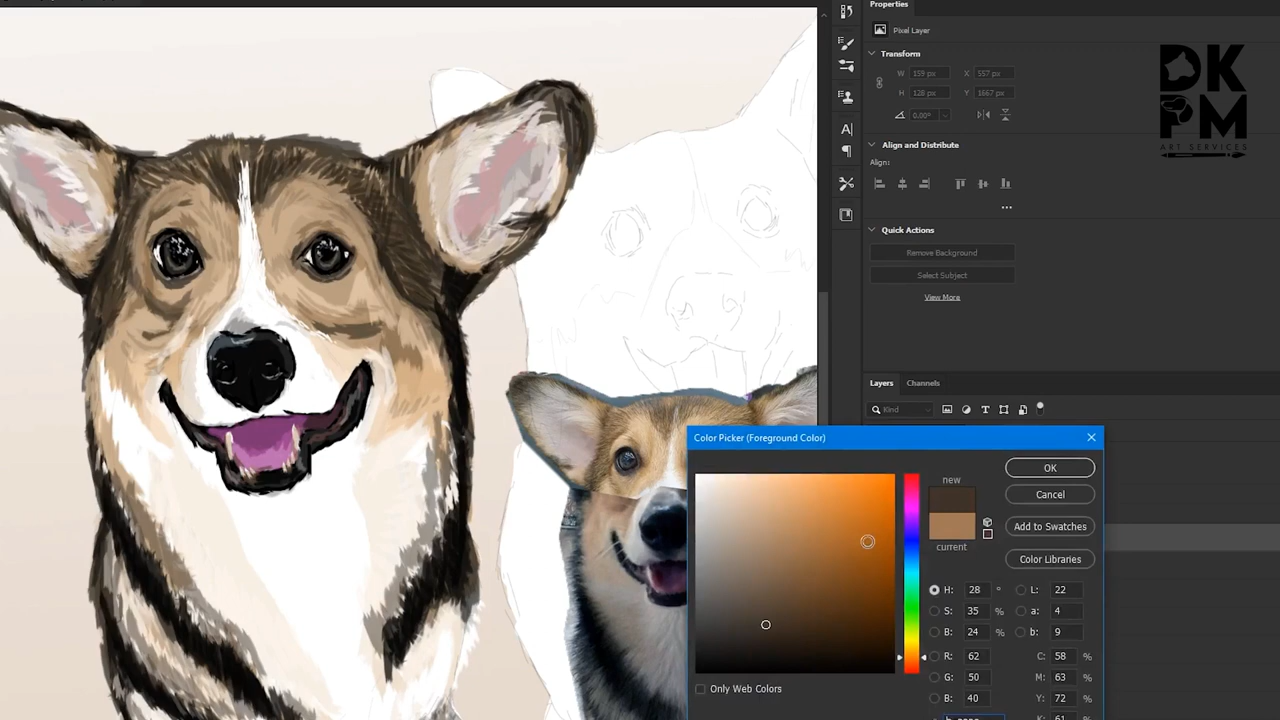 Properties
Pixel Layer
Transform
W 159 px X 557 px
H 128 px Y 1667 px
0.00°
DK
PM
ART SERVICES
Align and Distribute
Align:
Quick Actions
Remove Background
Select Subject
View More
Layers Channels
Kind
Color Picker (Foreground Color)
new
current
OK
Cancel
Add to Swatches
Color Libraries
H: 28 ° L: 22
S: 35 % a: 4
B: 24 % b: 9
R: 62 C: 58 %
G: 50 M: 63 %
B: 40 Y: 72 %
Only Web Colors